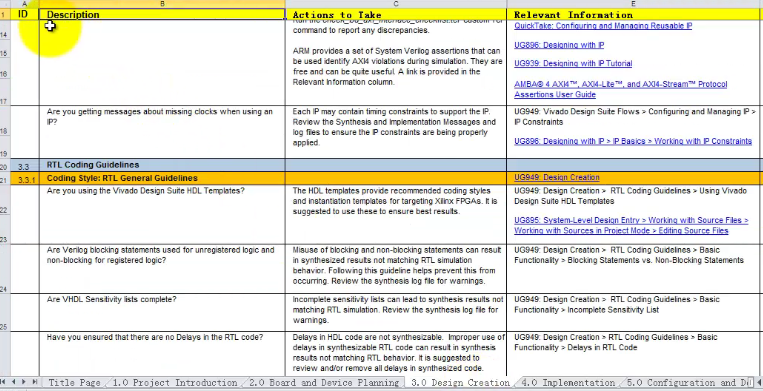 A B C E
1 ID Description Actions to Take Relevant Information
command to report any discrepancies.
QuickTake: Configuring and Managing Reusable IP
14
UG896: Designing with IP
15
ARM provides a set of System Verilog assertions that can
be used identify AXI4 violations during simulation. They are
free and can be quite useful. A link is provided in the
Relevant Information column.
UG939: Designing with IP Tutorial
16
AMBA® 4 AXI4™, AXI4-Lite™, and AXI4-Stream™ Protocol
Assertions User Guide
17
Are you getting messages about missing clocks when using an
IP?
Each IP may contain timing constraints to support the IP.
Review the Synthesis and Implementation Messages and
log files to ensure the IP constraints are being properly
applied.
UG949: Vivado Design Suite Flows > Configuring and Managing IP >
IP Constraints
18
UG896: Designing with IP > IP Basics > Working with IP Constraints
19
20 3.3 RTL Coding Guidelines
21 3.3.1 Coding Style: RTL General Guidelines UG949: Design Creation
Are you using the Vivado Design Suite HDL Templates?
The HDL templates provide recommended coding styles
and instantiation templates for targeting Xilinx FPGAs. It is
suggested to use these to ensure best results.
UG949: Design Creation > RTL Coding Guidelines > Using Vivado
Design Suite HDL Templates
22
UG895: System-Level Design Entry > Working with Source Files >
Working with Sources in Project Mode > Editing Source Files
23
Are Verilog blocking statements used for unregistered logic and
non-blocking for registered logic?
Misuse of blocking and non-blocking statements can result
in synthesized results not matching RTL simulation
behavior. Following this guideline helps prevent this from
occurring. Review the synthesis log file for warnings.
UG949: Design Creation > RTL Coding Guidelines > Basic
Functionality > Blocking Statements vs. Non-Blocking Statements
24
Are VHDL Sensitivity lists complete?
Incomplete sensitivity lists can lead to synthesis results not
matching RTL simulation. Review the synthesis log file for
warnings.
UG949: Design Creation > RTL Coding Guidelines > Basic
Functionality > Incomplete Sensitivity List
25
Have you ensured that there are no Delays in the RTL code?
Delays in HDL code are not synthesizable. Improper use of
delays in synthesizable RTL code can result in synthesis
results not matching RTL behavior. It is suggested to
review and/or remove all delays in synthesized code.
UG949: Design Creation > RTL Coding Guidelines > Basic
Functionality > Delays in RTL Code
Title Page 1.0 Project Introduction 2.0 Board and Device Planning 3.0 Design Creation 4.0 Implementation 5.0 Configuration and